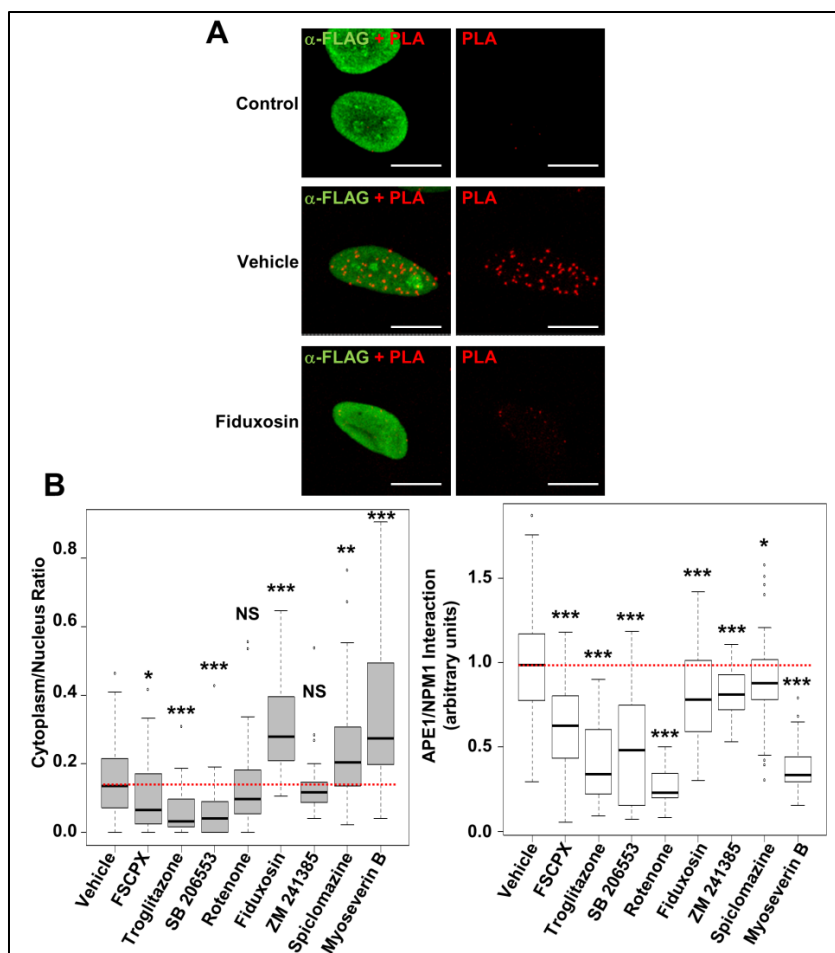 A
α-FLAG + PLA PLA
Control
α-FLAG + PLA PLA
Vehicle
α-FLAG + PLA PLA
Fiduxosin
B
Cytoplasm/Nucleus Ratio
0.0
0.2
0.4
0.6
0.8
*
***
***
NS
***
NS
**
***
Vehicle
FSCPX
Troglitazone
SB 206553
Rotenone
Fiduxosin
ZM 241385
Spiclomazine
Myoseverin B
APE1/NPM1 Interaction
(arbitrary units)
0.0
0.5
1.0
1.5
***
***
***
***
***
***
*
***
Vehicle
FSCPX
Troglitazone
SB 206553
Rotenone
Fiduxosin
ZM 241385
Spiclomazine
Myoseverin B